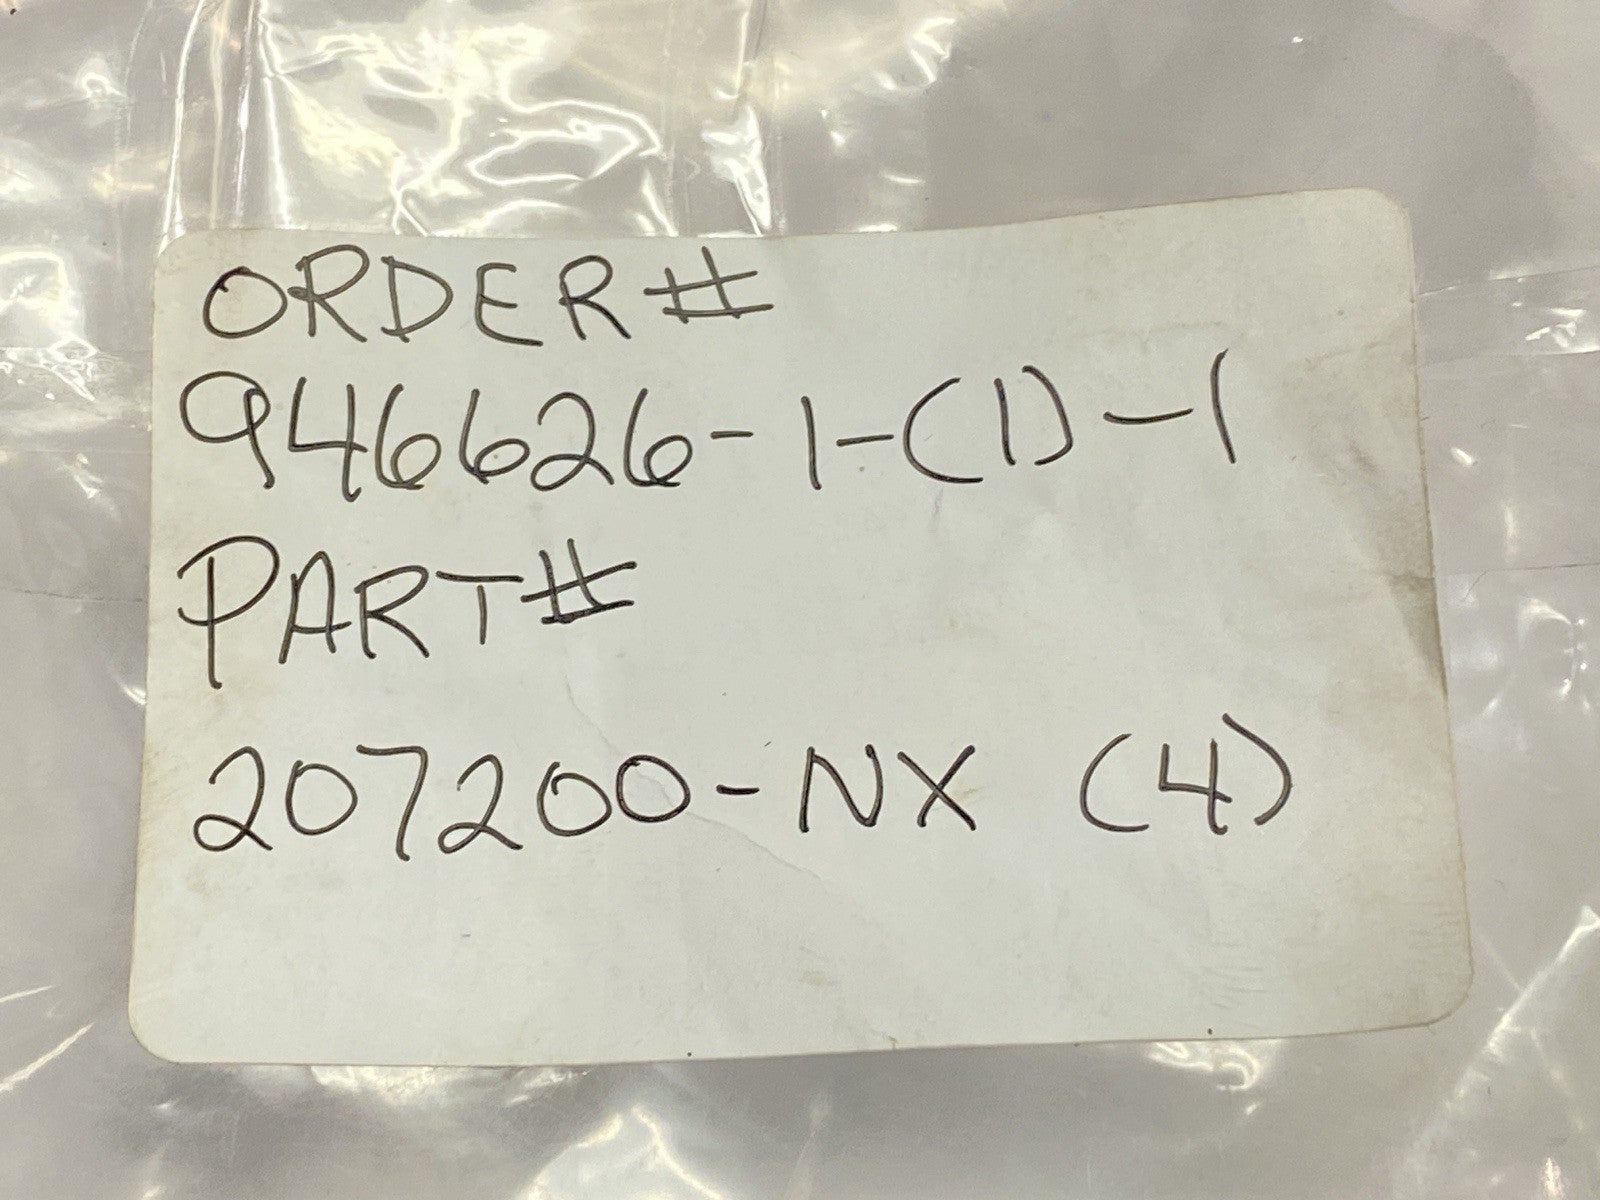 ORDER#
946626-1-(1)-1
PART#
207200-NX (4)